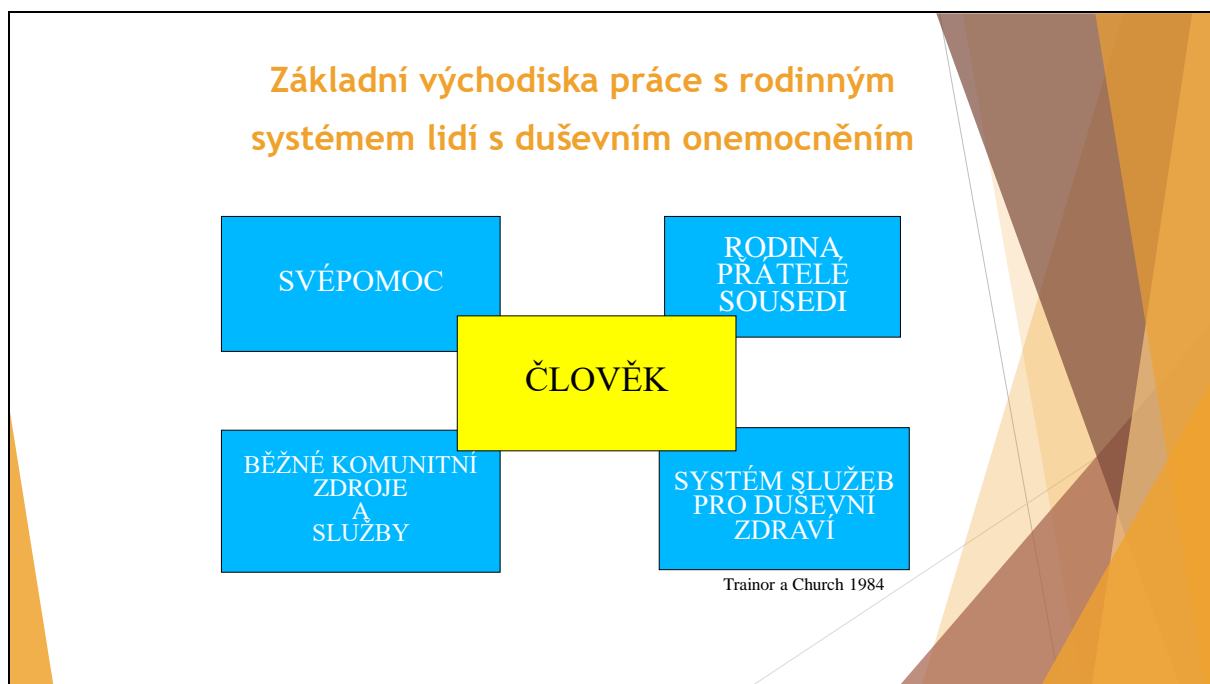 Základní východiska práce s rodinným
systémem lidí s duševním onemocněním
SVÉPOMOC
RODINA
PŘÁTELÉ
SOUSEDI
ČLOVĚK
BĚŽNÉ KOMUNITNÍ
ZDROJE
A
SLUŽBY
SYSTÉM SLUŽEB
PRO DUŠEVNÍ
ZDRAVÍ
Trainor a Church 1984